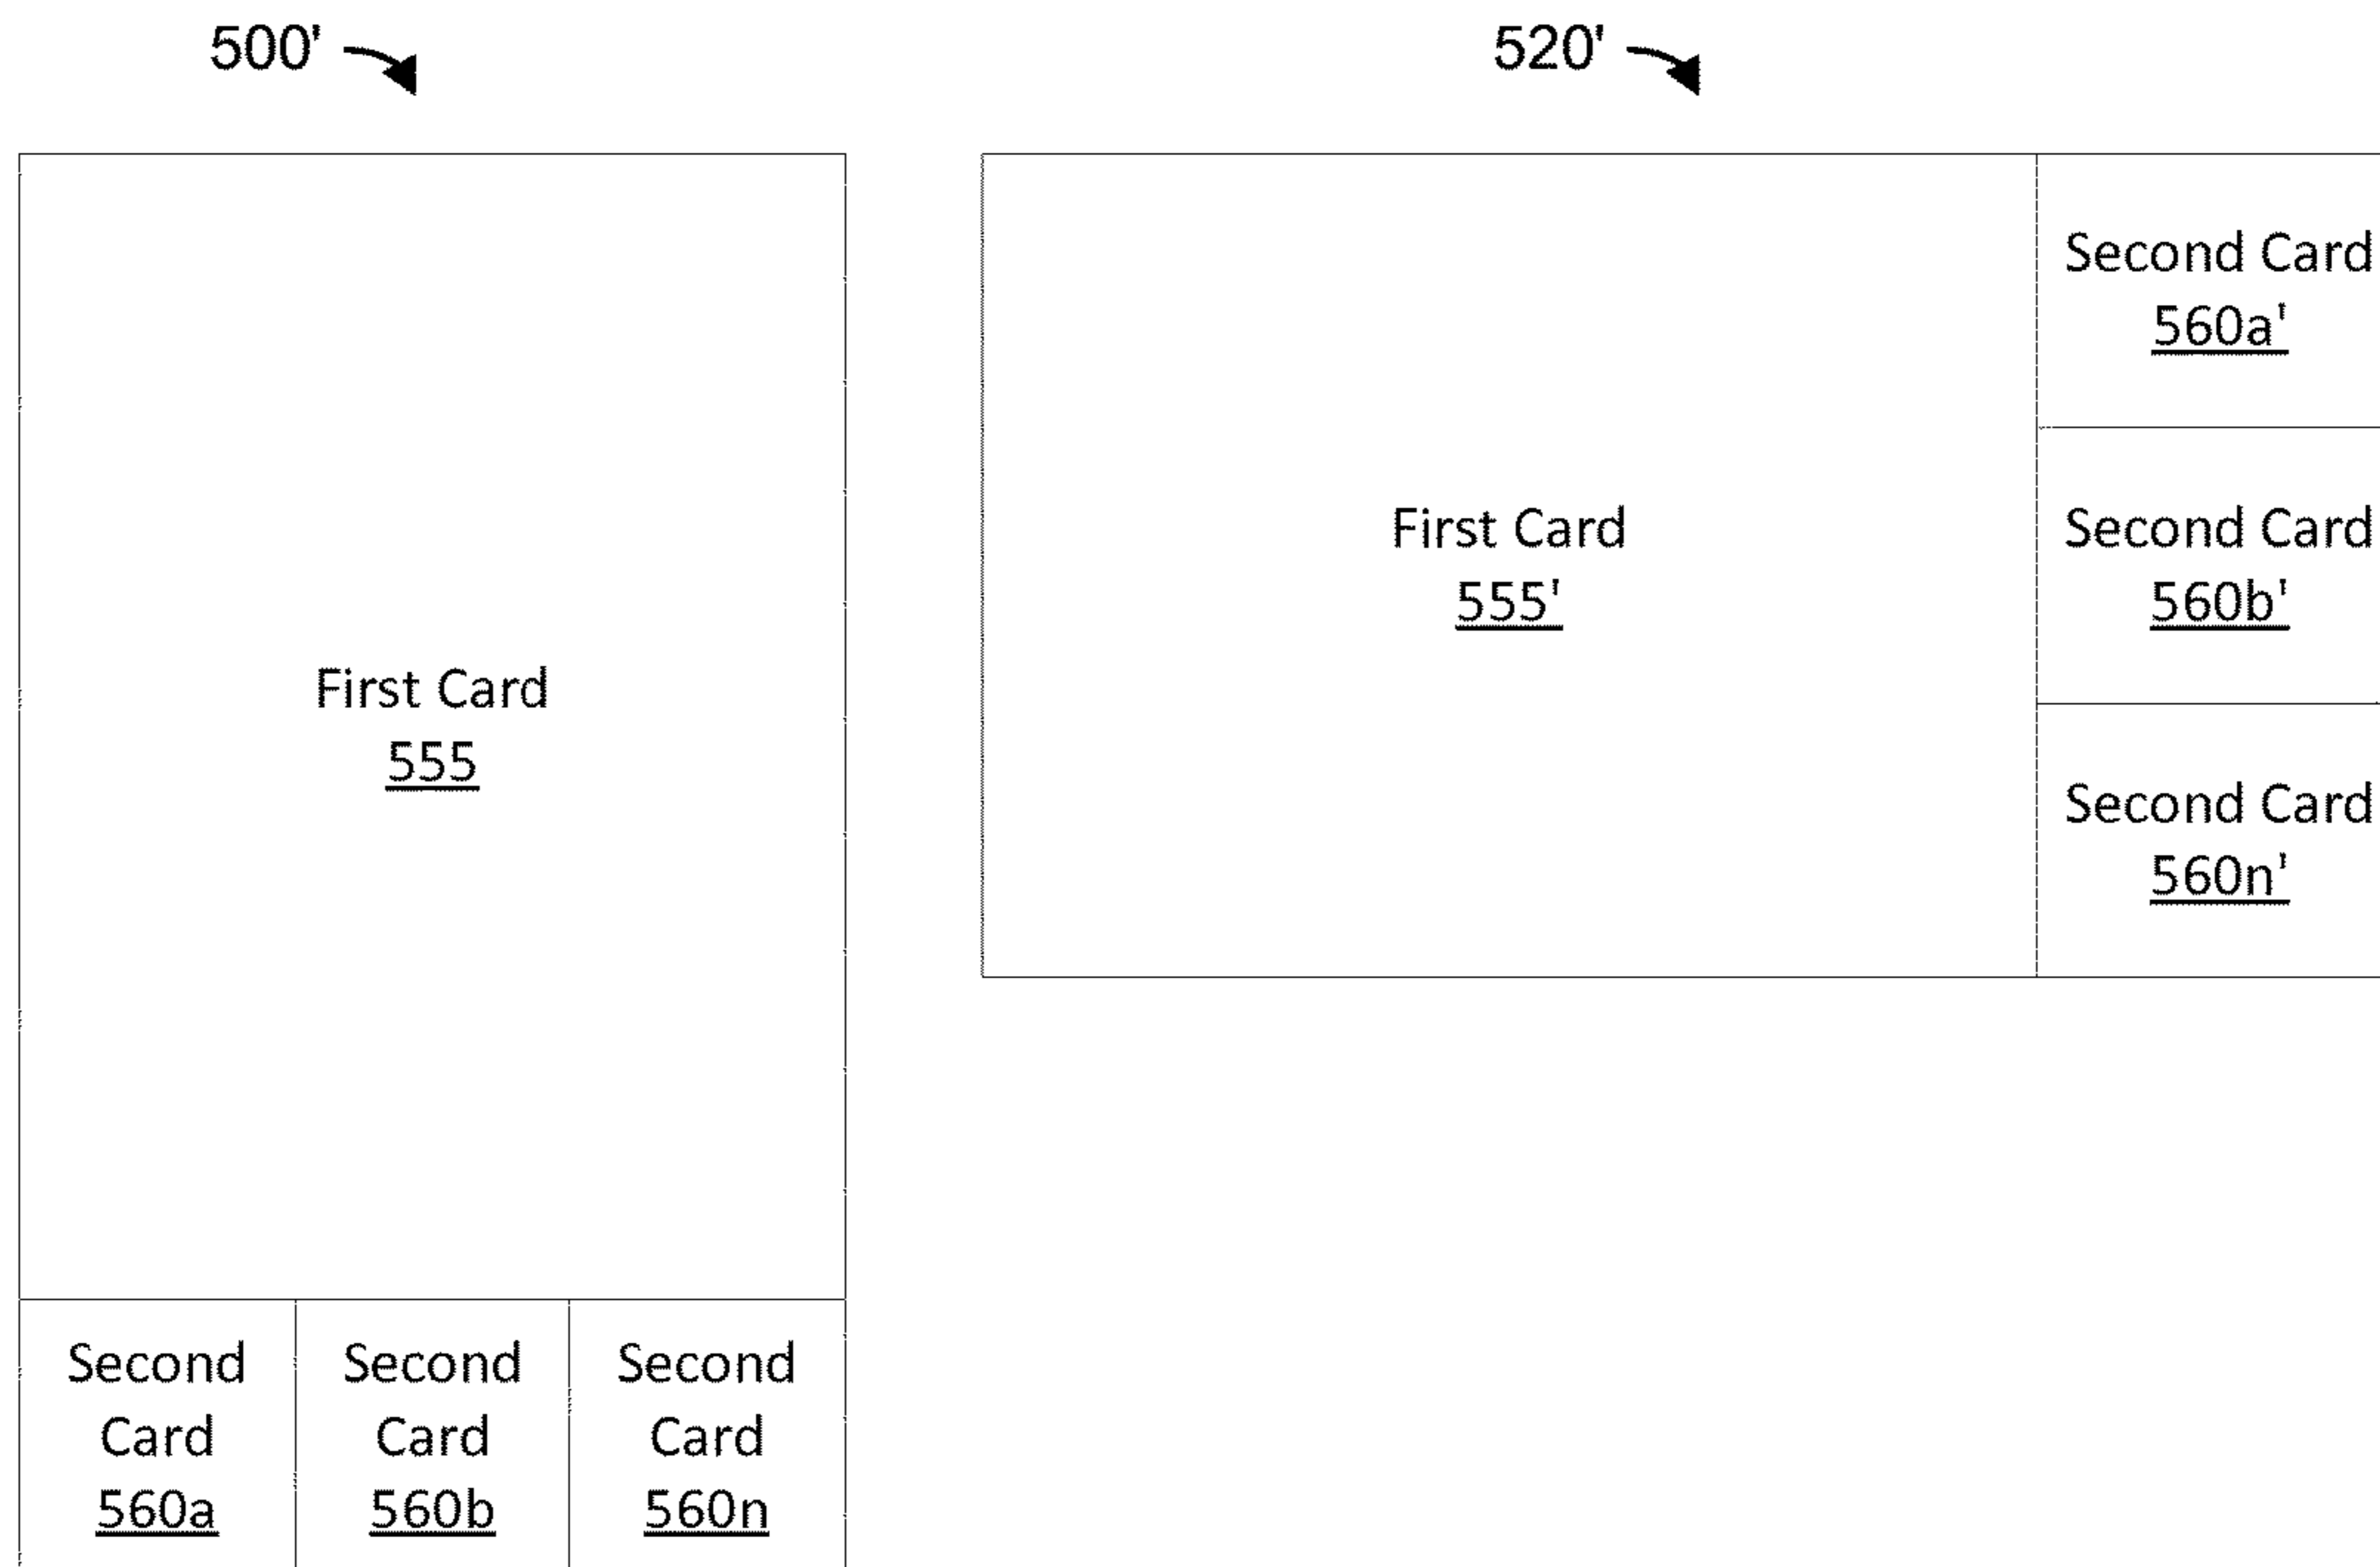 500'
First Card
555
Second
Card
560a
Second
Card
560b
Second
Card
560n
520'
First Card
555'
Second Card
560a'
Second Card
560b'
Second Card
560n'